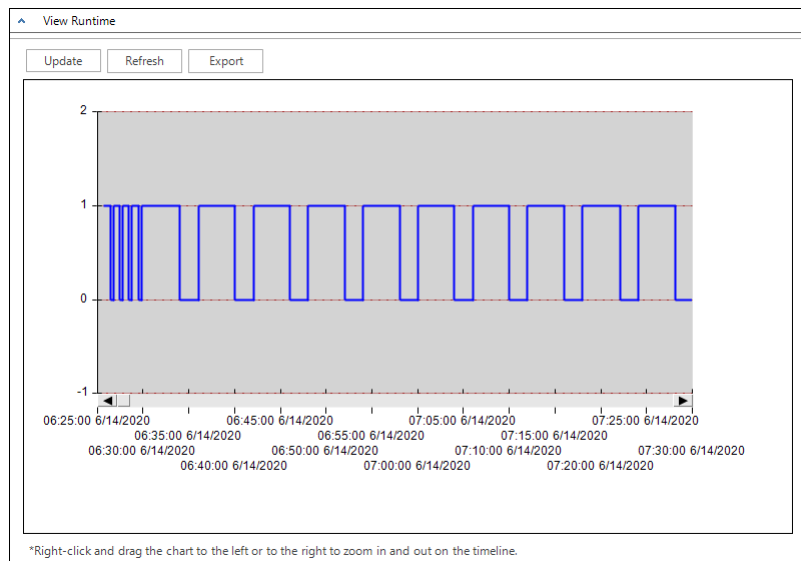 View Runtime
Update Refresh Export
2
1
0
-1
06:25:00 6/14/2020 06:45:00 6/14/2020 07:05:00 6/14/2020 07:25:00 6/14/2020
06:35:00 6/14/2020 06:55:00 6/14/2020 07:15:00 6/14/2020
06:30:00 6/14/2020 06:50:00 6/14/2020 07:10:00 6/14/2020 07:30:00 6/14/2020
06:40:00 6/14/2020 07:00:00 6/14/2020 07:20:00 6/14/2020
*Right-click and drag the chart to the left or to the right to zoom in and out on the timeline.